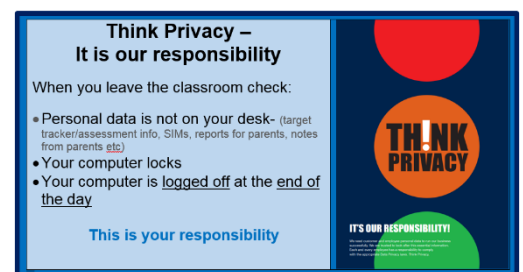 Think Privacy –
It is our responsibility
When you leave the classroom check:
• Personal data is not on your desk- (target
tracker/assessment info, SIMs, reports for parents, notes
from parents etc)
• Your computer locks
• Your computer is logged off at the end of
the day
This is your responsibility
TH!NK
PRIVACY
IT'S OUR RESPONSIBILITY!